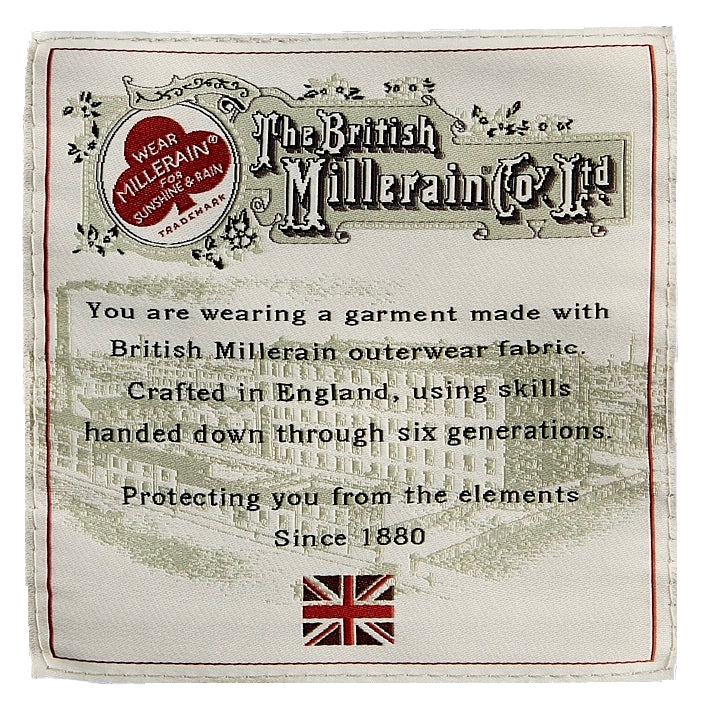 WEAR
MILLERAIN®
FOR
SUNSHINE & RAIN
TRADEMARK
The British
Millerain Coy Ltd
You are wearing a garment made with
British Millerain outerwear fabric.
Crafted in England, using skills
handed down through six generations.
Protecting you from the elements
Since 1880